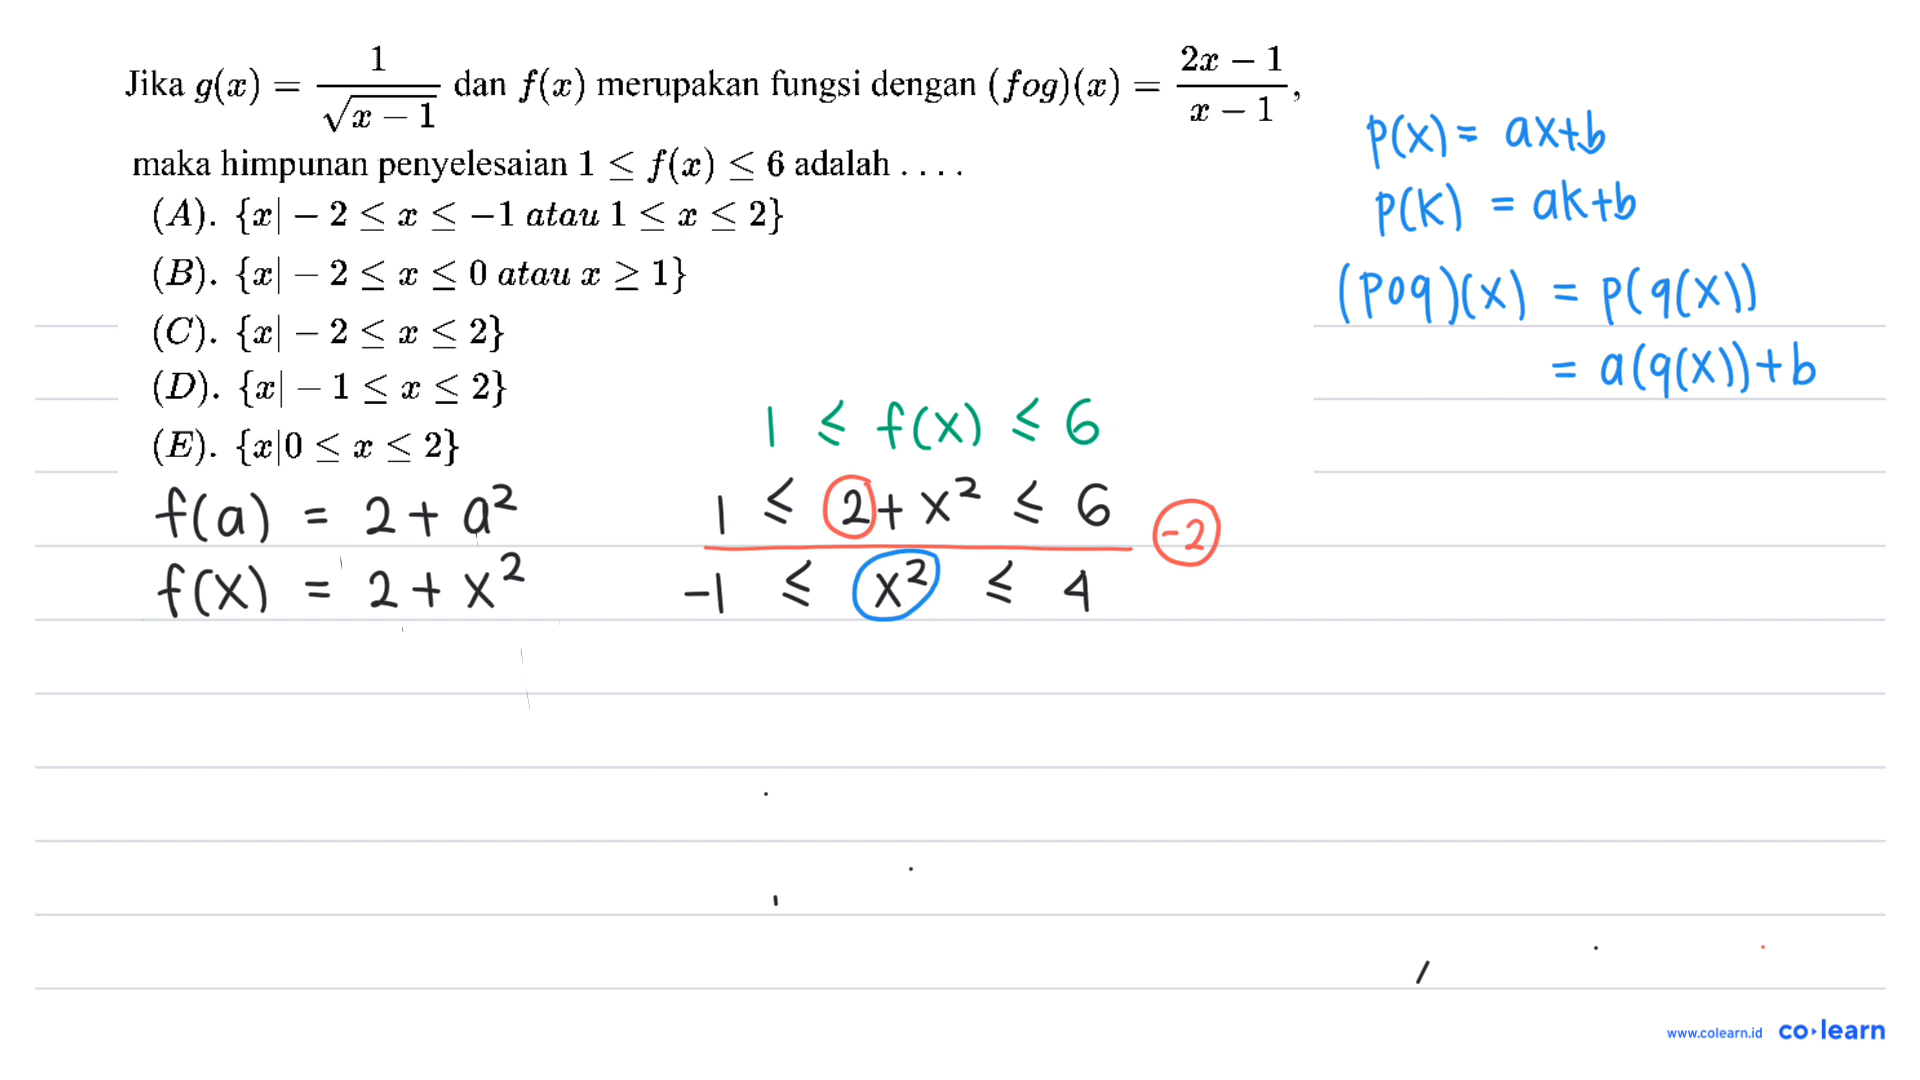 Jika g(x) = 1/√(x − 1) dan f(x) merupakan fungsi dengan (fog)(x) = (2x − 1)/(x − 1),
maka himpunan penyelesaian 1 ≤ f(x) ≤ 6 adalah . . . .
(A). {x| − 2 ≤ x ≤ −1 atau 1 ≤ x ≤ 2}
(B). {x| − 2 ≤ x ≤ 0 atau x ≥ 1}
(C). {x| − 2 ≤ x ≤ 2}
(D). {x| − 1 ≤ x ≤ 2}
(E). {x|0 ≤ x ≤ 2}
p(x) = ax+b
p(k) = ak+b
(poq)(x) = p(q(x))
= a(q(x))+b
f(a) = 2 + a²
f(x) = 2 + x²
1 ≤ f(x) ≤ 6
1 ≤ 2 + x² ≤ 6
-2
-1 ≤ x² ≤ 4
www.colearn.id co learn